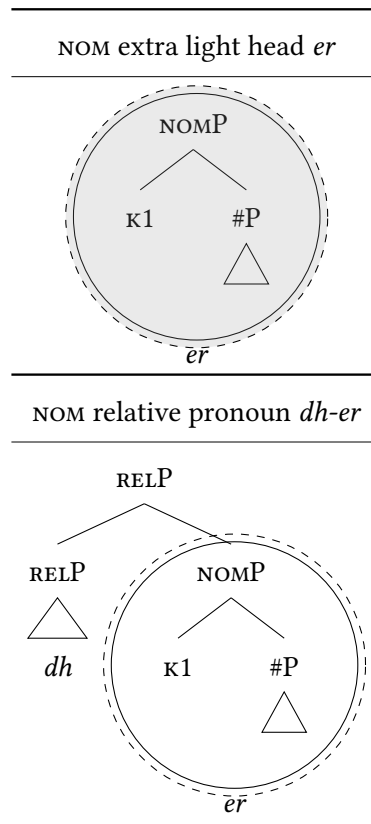 NOM extra light head er
NOMP
K1 #P
er
NOM relative pronoun dh-er
RELP
RELP NOMP
dh K1 #P
er